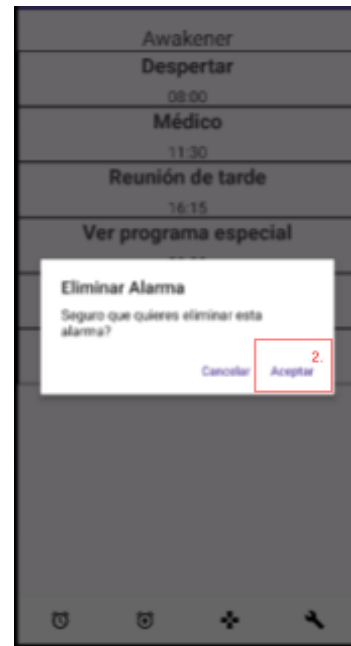 Awakener
Despertar
08:00
Médico
11:30
Reunión de tarde
16:15
Ver programa especial
Eliminar Alarma
Seguro que quieres eliminar esta
alarma?
2.
Cancelar Aceptar